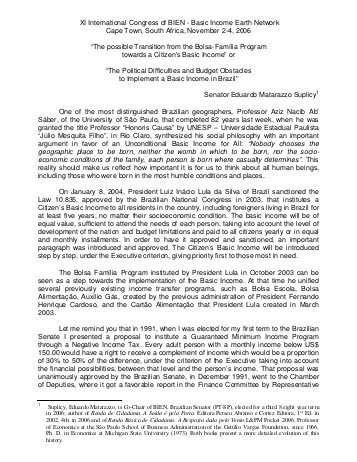 XI International Congress of BIEN - Basic Income Earth Network
Cape Town, South Africa, November 2-4, 2006
"The possible Transition from the Bolsa-Família Program
towards a Citizen's Basic Income" or
"The Political Difficulties and Budget Obstacles
to Implement a Basic Income in Brazil"
Senator Eduardo Matarazzo Suplicy¹
One of the most distinguished Brazilian geographers, Professor Aziz Nacib Ab'
Sáber, of the University of São Paulo, that completed 82 years last week, when he was
granted the title Professor "Honoris Causa" by UNESP – Universidade Estadual Paulista
"Júlio Mesquita Filho", in Rio Claro, synthesized his social philosophy with an important
argument in favor of an Unconditional Basic Income for All: "Nobody chooses the
geographic place to be born, neither the womb in which to be born, nor the socio-
economic conditions of the family, each person is born where casually determines". This
reality should make us reflect how important it is for us to think about all human beings,
including those who were born in the most humble conditions and places.
On January 8, 2004, President Luiz Inácio Lula da Silva of Brazil sanctioned the
Law 10.835, approved by the Brazilian National Congress in 2003, that institutes a
Citizen's Basic Income to all residents in the country, including foreigners living in Brazil for
at least five years, no matter their socioeconomic condition. The basic income will be of
equal value, sufficient to attend the needs of each person, taking into account the level of
development of the nation and budget limitations and paid to all citizens yearly or in equal
and monthly installments. In order to have it approved and sanctioned, an important
paragraph was introduced and approved. The Citizen's Basic Income will be introduced
step by step, under the Executive criterion, giving priority first to those most in need.
The Bolsa Família Program instituted by President Lula in October 2003 can be
seen as a step towards the implementation of the Basic Income. At that time he unified
several previously existing income transfer programs, such as Bolsa Escola, Bolsa
Alimentação, Auxílio Gás, created by the previous administration of President Fernando
Henrique Cardoso, and the Cartão Alimentação that President Lula created in March
2003.
Let me remind you that in 1991, when I was elected for my first term to the Brazilian
Senate I presented a proposal to institute a Guaranteed Minimum Income Program
through a Negative Income Tax. Every adult person with a monthly income below US$
150.00 would have a right to receive a complement of income which would be a proportion
of 30% to 50% of the difference, under the criterion of the Executive taking into account
the financial possibilities, between that level and the person's income. That proposal was
unanimously approved by the Brazilian Senate, in December 1991, went to the Chamber
of Deputies, where it got a favorable report in the Finance Committee by Representative
¹ Suplicy, Eduardo Matarazzo, is Co-Chair of BIEN, Brazilian Senator (PT-SP), elected for a third 8 year term
in 2006; author of Renda de Cidadania. A Saída é pela Porta. Editora Perseu Abramo e Cortez Editora, 1ª Ed. in
2002, 4th. in 2006 and of Renda Básica de Cidadania. A Resposta dada pelo Vento. L&PM Pocket 2006, Professor
of Economics at the São Paulo School of Business Administration of the Getúlio Vargas Foundation, since 1966.
Ph. D. in Economics at Michigan State University (1973). Both books present a more detailed evolution of this
history.